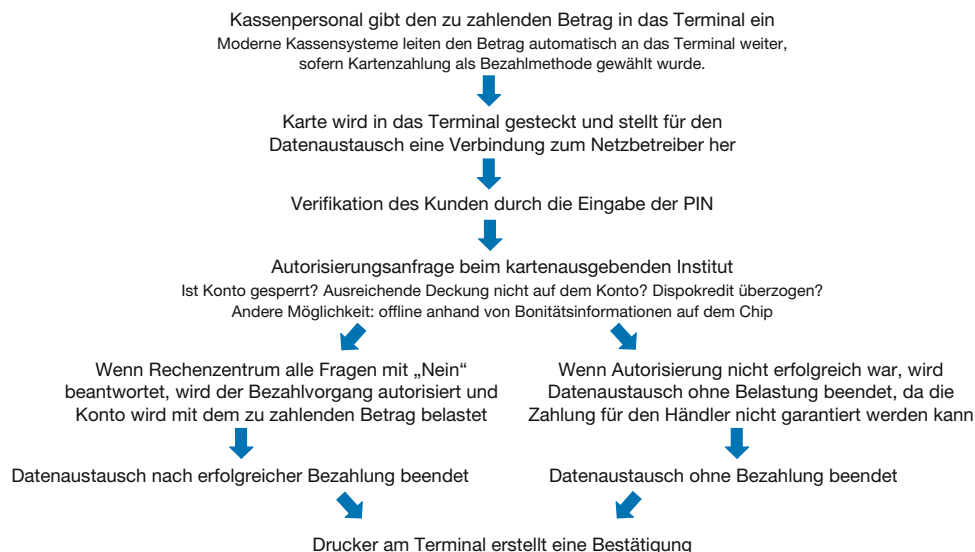 Kassenpersonal gibt den zu zahlenden Betrag in das Terminal ein
Moderne Kassensysteme leiten den Betrag automatisch an das Terminal weiter,
sofern Kartenzahlung als Bezahlmethode gewählt wurde.
Karte wird in das Terminal gesteckt und stellt für den
Datenaustausch eine Verbindung zum Netzbetreiber her
Verifikation des Kunden durch die Eingabe der PIN
Autorisierungsanfrage beim kartenausgebenden Institut
Ist Konto gesperrt? Ausreichende Deckung nicht auf dem Konto? Dispokredit überzogen?
Andere Möglichkeit: offline anhand von Bonitätsinformationen auf dem Chip
Wenn Rechenzentrum alle Fragen mit „Nein“
beantwortet, wird der Bezahlvorgang autorisiert und
Konto wird mit dem zu zahlenden Betrag belastet
Wenn Autorisierung nicht erfolgreich war, wird
Datenaustausch ohne Belastung beendet, da die
Zahlung für den Händler nicht garantiert werden kann
Datenaustausch nach erfolgreicher Bezahlung beendet
Datenaustausch ohne Bezahlung beendet
Drucker am Terminal erstellt eine Bestätigung